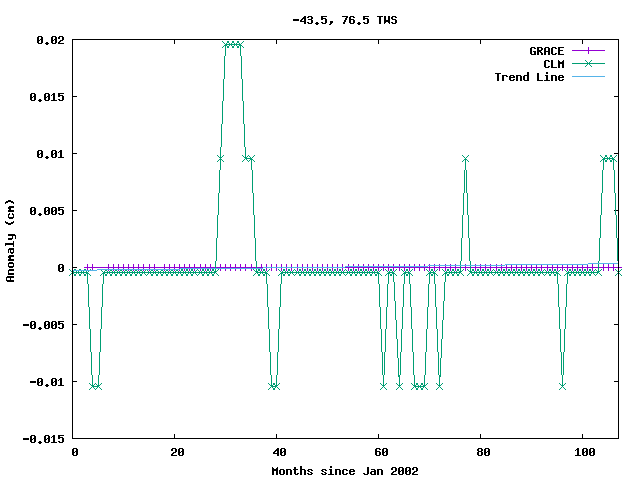 -43.5, 76.5 TWS
GRACE
CLM
Trend Line
0.02
0.015
0.01
0.005
0
-0.005
-0.01
-0.015
Anomaly (cm)
0 20 40 60 80 100
Months since Jan 2002